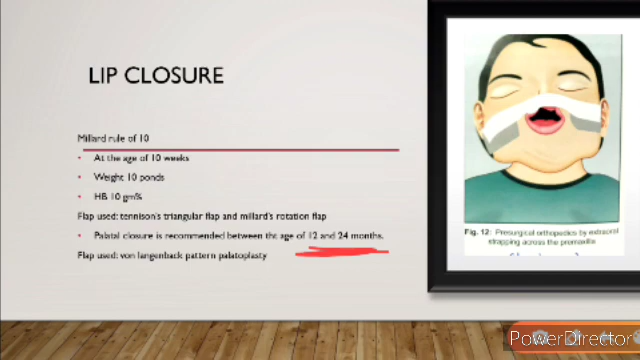 LIP CLOSURE
Millard rule of 10
• At the age of 10 weeks
• Weight 10 ponds
• HB 10 gm%
Flap used: tennison's triangular flap and millard's rotation flap
• Palatal closure is recommended between the age of 12 and 24 months.
Flap used: von langenback pattern palatoplasty
Fig. 12: Presurgical orthopedics by extraoral
strapping across the premaxilla
PowerDirector